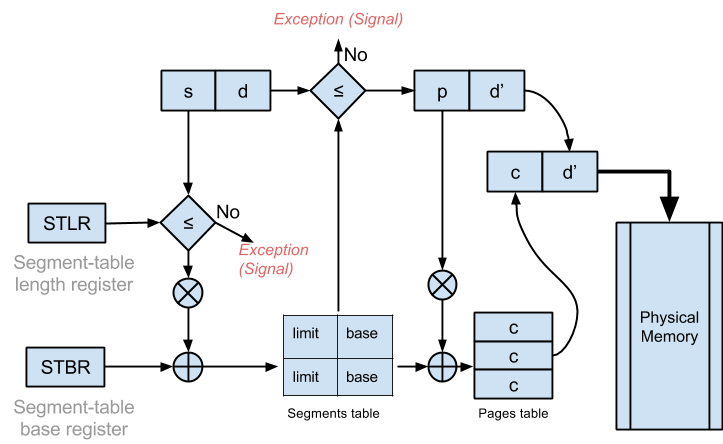 Exception (Signal)
No
s d
≤
p d'
c d'
STLR
≤
No
Segment-table
length register
Exception
(Signal)
Physical
Memory
STBR
limit base
limit base
c
c
c
Segment-table
base register
Segments table
Pages table